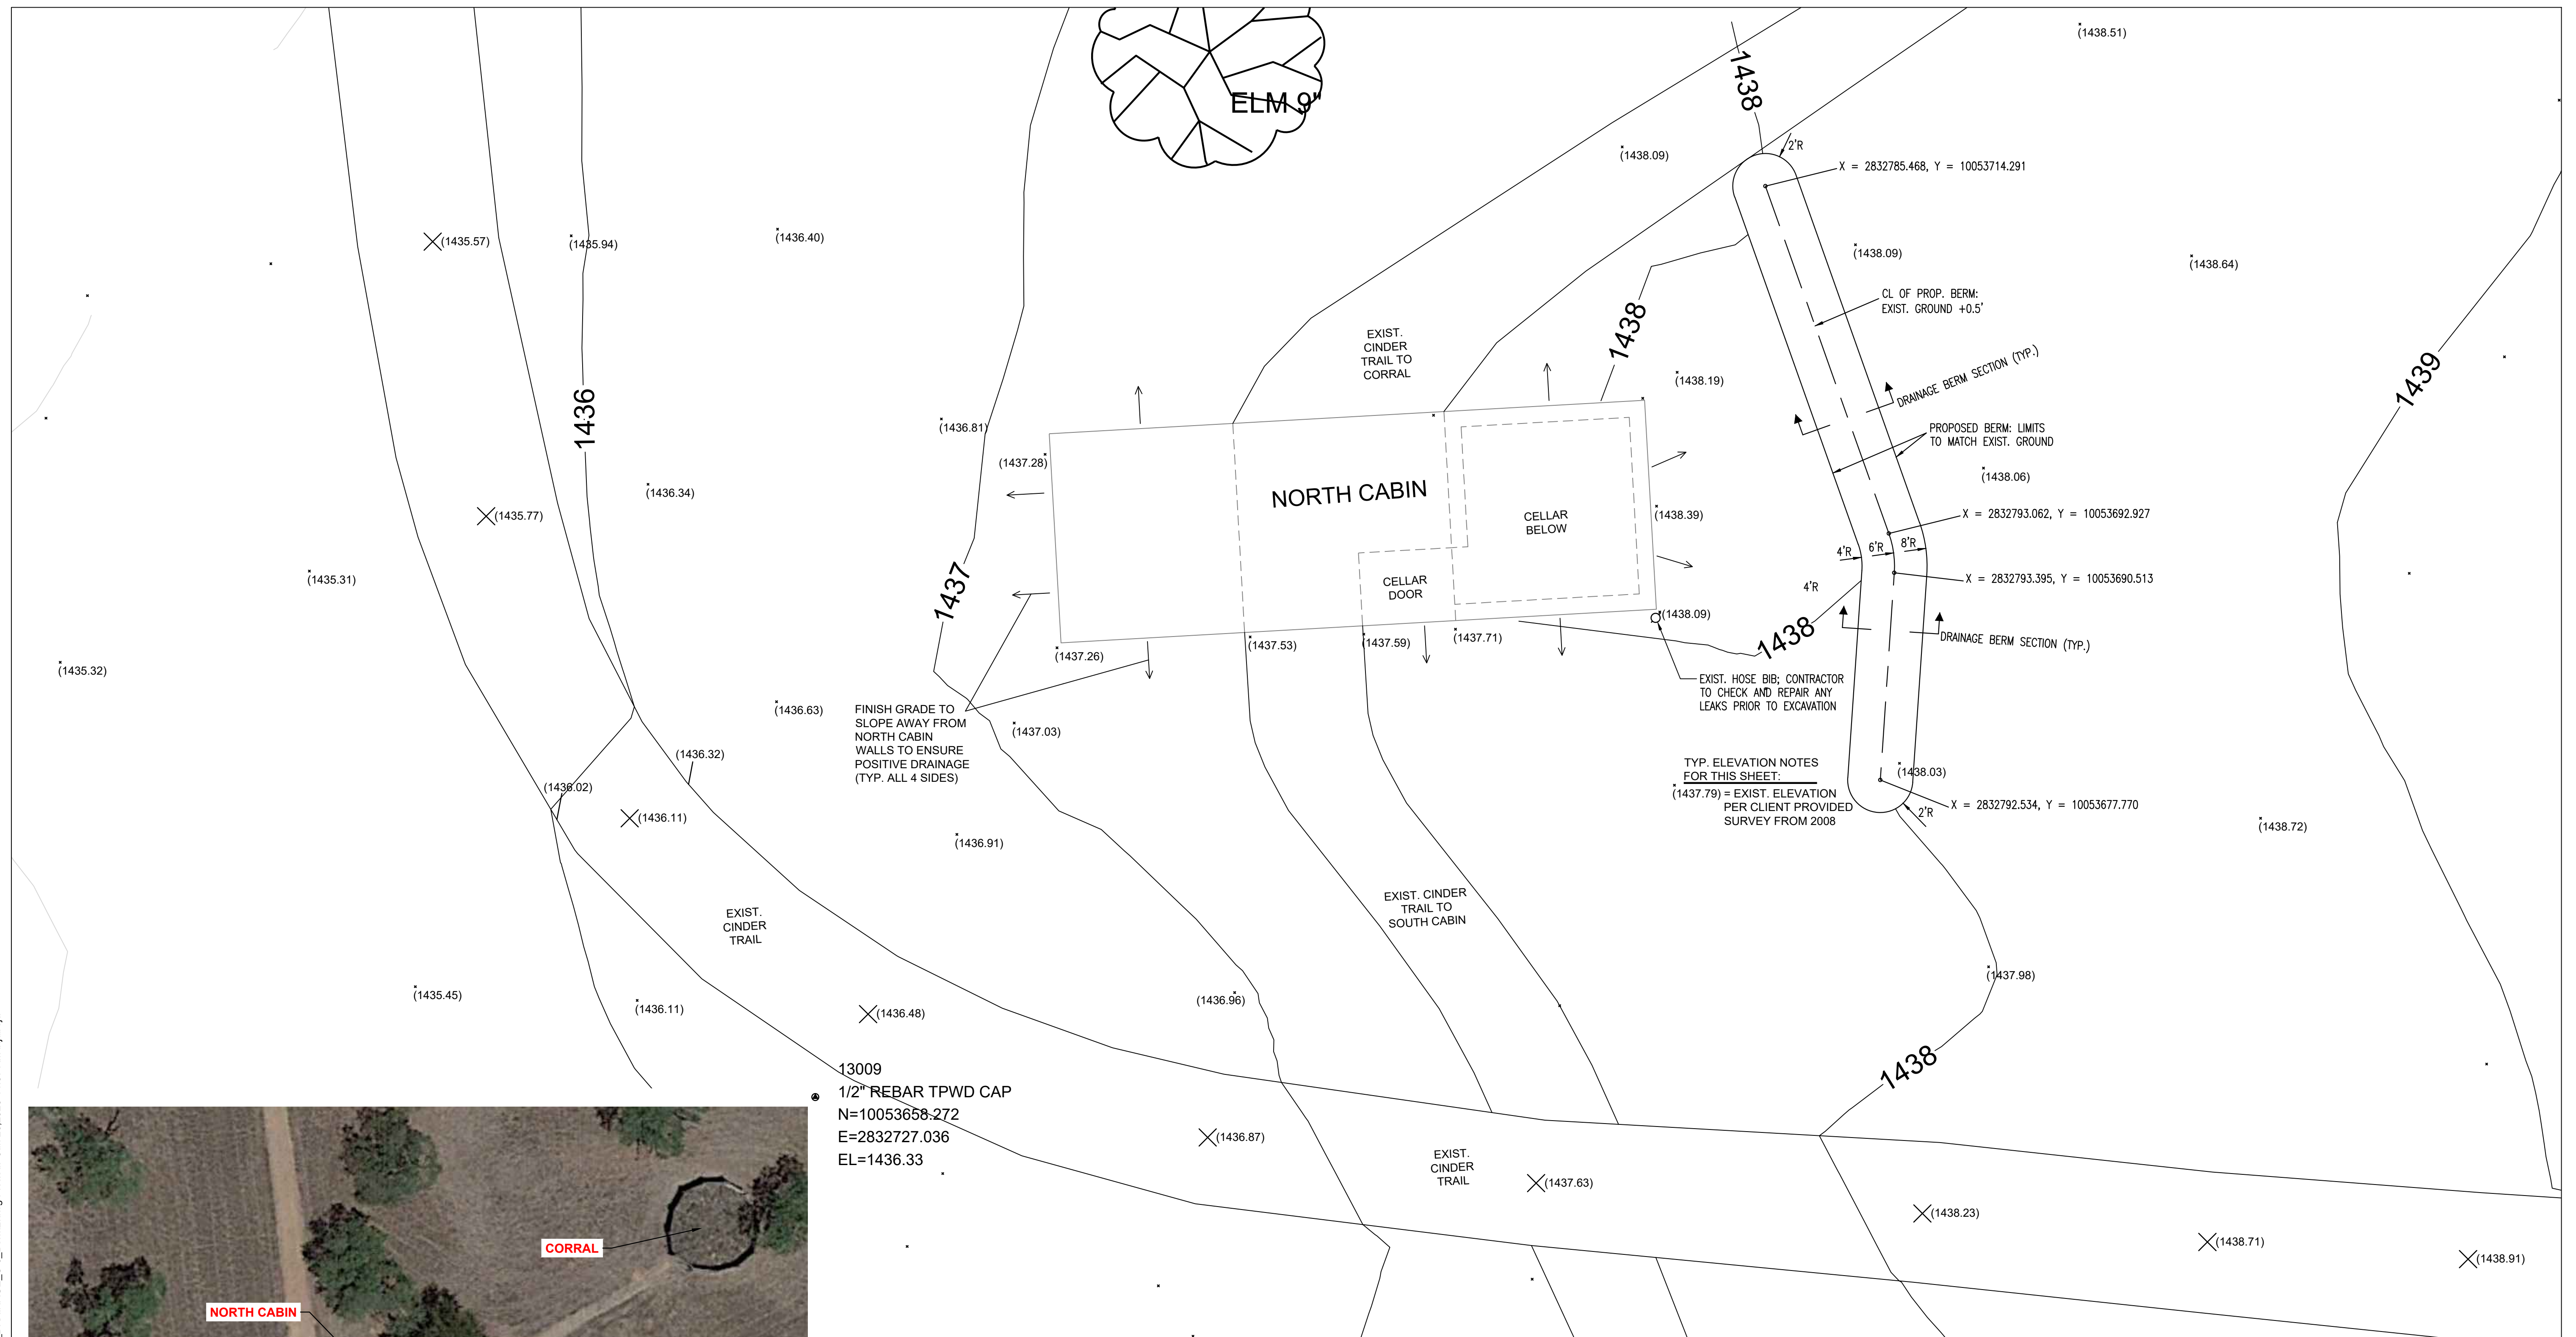 ELM 9"
1438
(1438.51)
(1438.09)
2'R
X = 2832785.468, Y = 10053714.291
(1435.57)
(1435.94)
(1436.40)
(1438.09)
(1438.64)
CL OF PROP. BERM:
EXIST. GROUND +0.5'
1438
EXIST.
CINDER
TRAIL TO
CORRAL
DRAINAGE BERM SECTION (TYP.)
(1438.19)
1439
1436
(1436.81)
PROPOSED BERM: LIMITS
TO MATCH EXIST. GROUND
(1437.28)
(1436.34)
NORTH CABIN
(1438.06)
(1435.77)
CELLAR
BELOW
(1438.39)
X = 2832793.062, Y = 10053692.927
4'R
6'R
8'R
(1435.31)
1437
CELLAR
DOOR
4'R
X = 2832793.395, Y = 10053690.513
(1438.09)
1438
DRAINAGE BERM SECTION (TYP.)
(1435.32)
(1437.26)
(1437.53)
(1437.59)
(1437.71)
EXIST. HOSE BIB; CONTRACTOR
TO CHECK AND REPAIR ANY
LEAKS PRIOR TO EXCAVATION
(1436.63)
FINISH GRADE TO
SLOPE AWAY FROM
NORTH CABIN
WALLS TO ENSURE
POSITIVE DRAINAGE
(TYP. ALL 4 SIDES)
(1437.03)
(1436.32)
(1436.02)
(1436.11)
TYP. ELEVATION NOTES
FOR THIS SHEET:
(1437.79) = EXIST. ELEVATION
PER CLIENT PROVIDED
SURVEY FROM 2008
(1438.03)
X = 2832792.534, Y = 10053677.770
2'R
(1438.72)
(1436.91)
EXIST.
CINDER
TRAIL
EXIST. CINDER
TRAIL TO
SOUTH CABIN
(1437.98)
(1435.45)
(1436.11)
(1436.48)
(1436.96)
1438
13009
1/2" REBAR TPWD CAP
N=10053658.272
E=2832727.036
EL=1436.33
(1436.87)
EXIST.
CINDER
TRAIL
(1437.63)
(1438.23)
(1438.71)
(1438.91)
CORRAL
NORTH CABIN